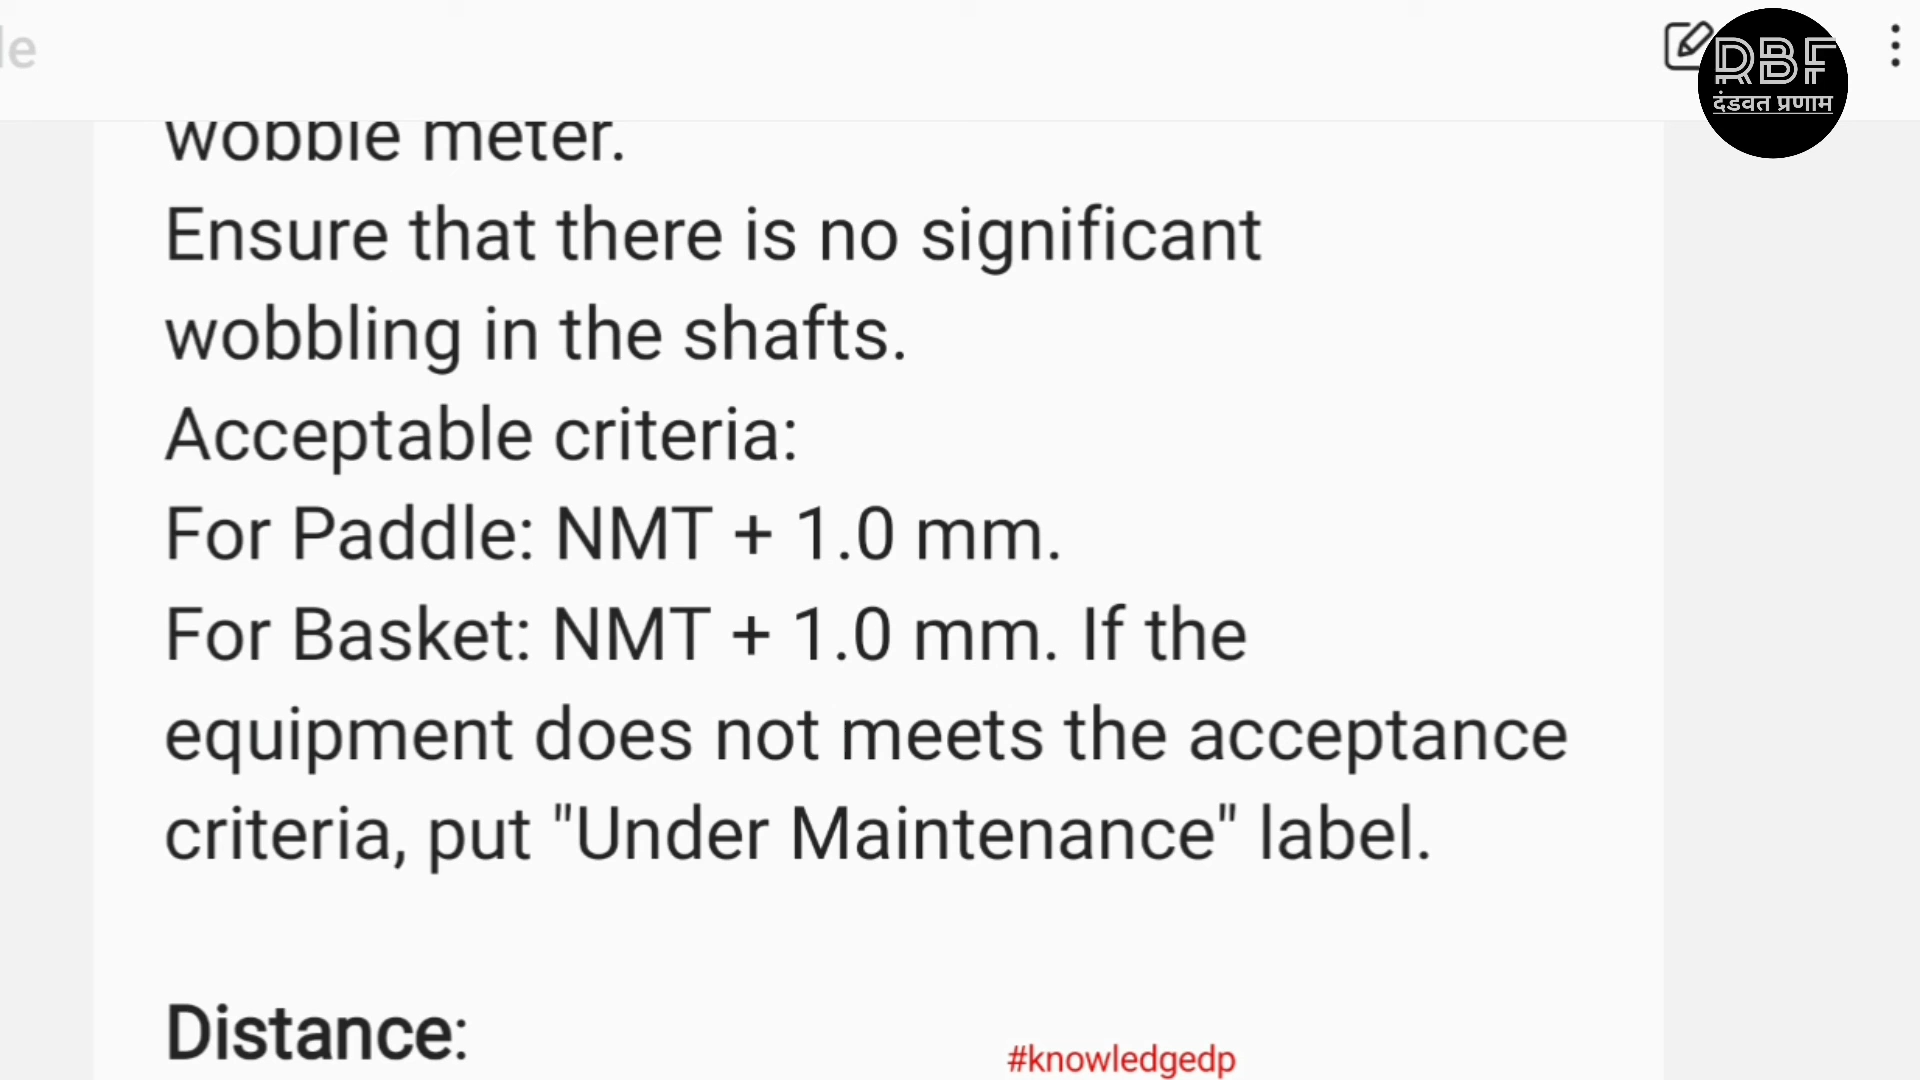 le
RBF
दंडवत प्रणाम
wobble meter.
Ensure that there is no significant
wobbling in the shafts.
Acceptable criteria:
For Paddle: NMT + 1.0 mm.
For Basket: NMT + 1.0 mm. If the
equipment does not meets the acceptance
criteria, put "Under Maintenance" label.
Distance:
#knowledgedp